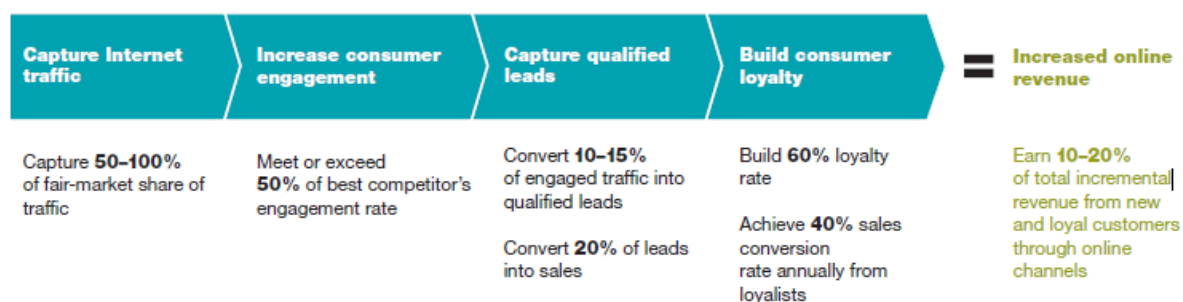 Capture Internet
traffic
Increase consumer
engagement
Capture qualified
leads
Build consumer
loyalty
=
Increased online
revenue
Capture 50–100%
of fair-market share of
traffic
Meet or exceed
50% of best competitor's
engagement rate
Convert 10–15%
of engaged traffic into
qualified leads
Convert 20% of leads
into sales
Build 60% loyalty
rate
Achieve 40% sales
conversion
rate annually from
loyalists
Earn 10–20%
of total incremental
revenue from new
and loyal customers
through online
channels